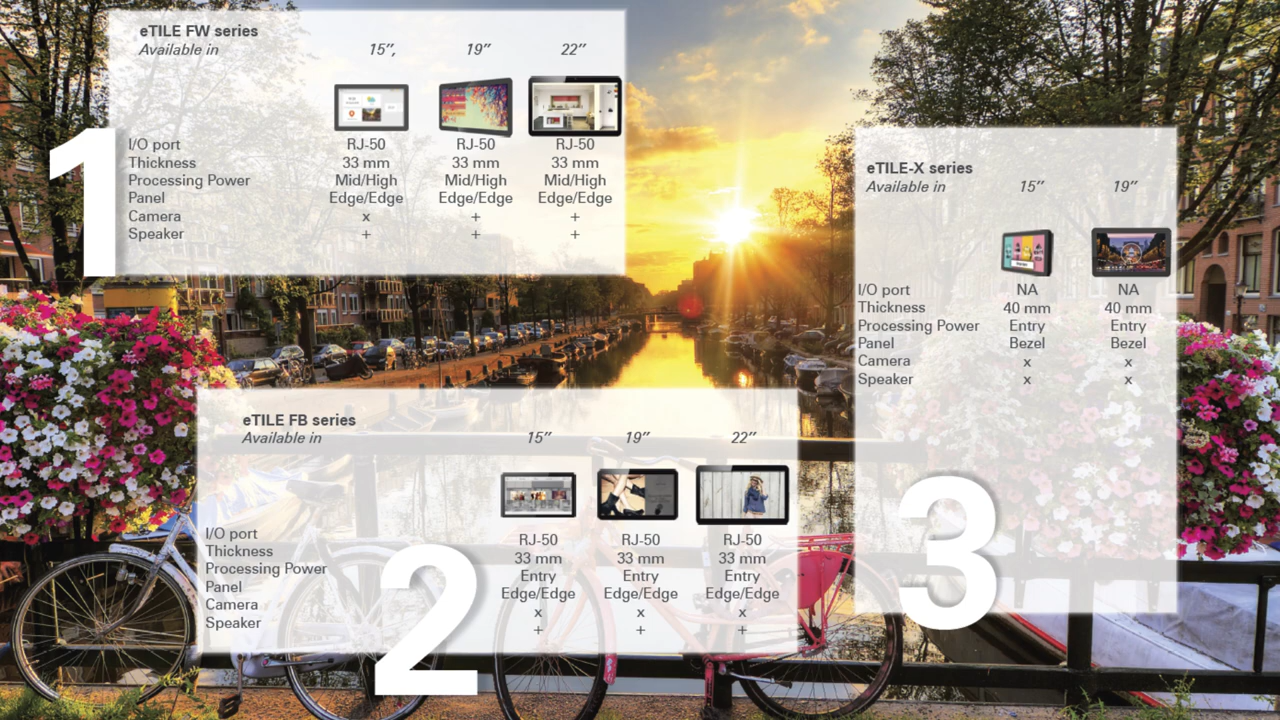 eTILE FW series
Available in 15″, 19″ 22″
I/O port RJ-50 RJ-50 RJ-50
Thickness 33 mm 33 mm 33 mm
Processing Power Mid/High Mid/High Mid/High
Panel Edge/Edge Edge/Edge Edge/Edge
Camera x + +
Speaker + + +
1
eTILE-X series
Available in 15″ 19″
I/O port NA NA
Thickness 40 mm 40 mm
Processing Power Entry Entry
Panel Bezel Bezel
Camera x x
Speaker x x
3
eTILE FB series
Available in 15″ 19″ 22″
I/O port RJ-50 RJ-50 RJ-50
Thickness 33 mm 33 mm 33 mm
Processing Power Entry Entry Entry
Panel Edge/Edge Edge/Edge Edge/Edge
Camera x x x
Speaker + + +
2